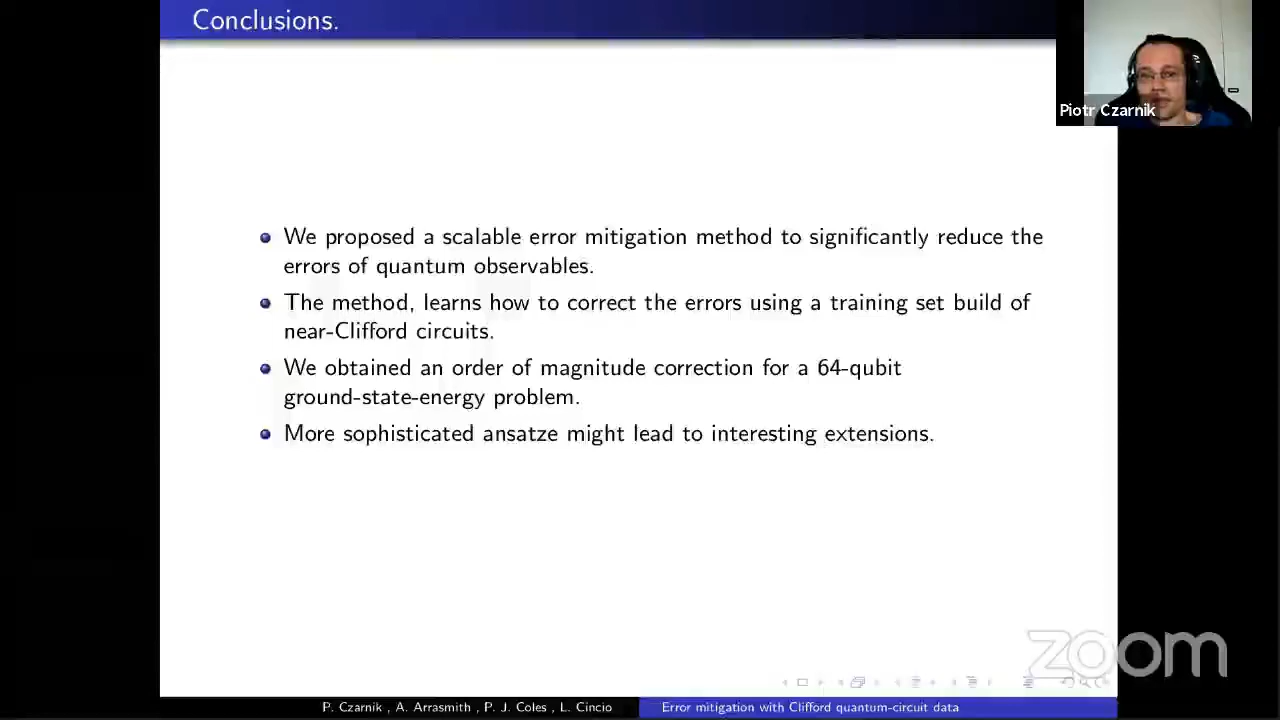 Conclusions.
Piotr Czarnik
We proposed a scalable error mitigation method to significantly reduce the
errors of quantum observables.
The method, learns how to correct the errors using a training set build of
near-Clifford circuits.
We obtained an order of magnitude correction for a 64-qubit
ground-state-energy problem.
More sophisticated ansatze might lead to interesting extensions.
zoom
P. Czarnik , A. Arrasmith , P. J. Coles , L. Cincio
Error mitigation with Clifford quantum-circuit data